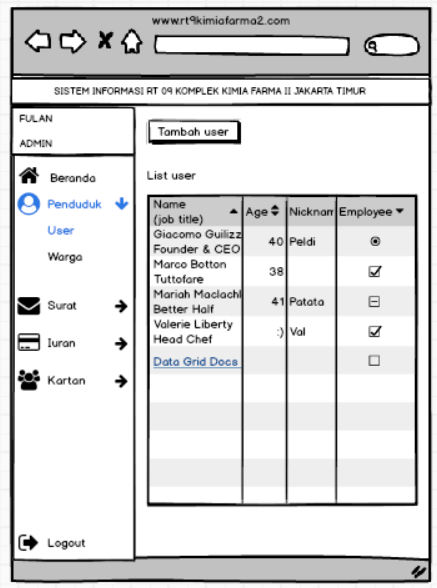 www.rt9kimiafarma2.com
SISTEM INFORMASI RT 09 KOMPLEK KIMIA FARMA II JAKARTA TIMUR
FULAN
ADMIN
Beranda
Penduduk
User
Warga
Surat
Iuran
Kartan
Logout
Tambah user
List user
Name (job title) Age Nicknam Employee
Giacomo Guilizz
Founder & CEO 40 Peldi
Marco Botton
Tuttofare 38
Mariah Maclachl
Better Half 41 Patata
Valerie Liberty
Head Chef :) Val
Data Grid Docs